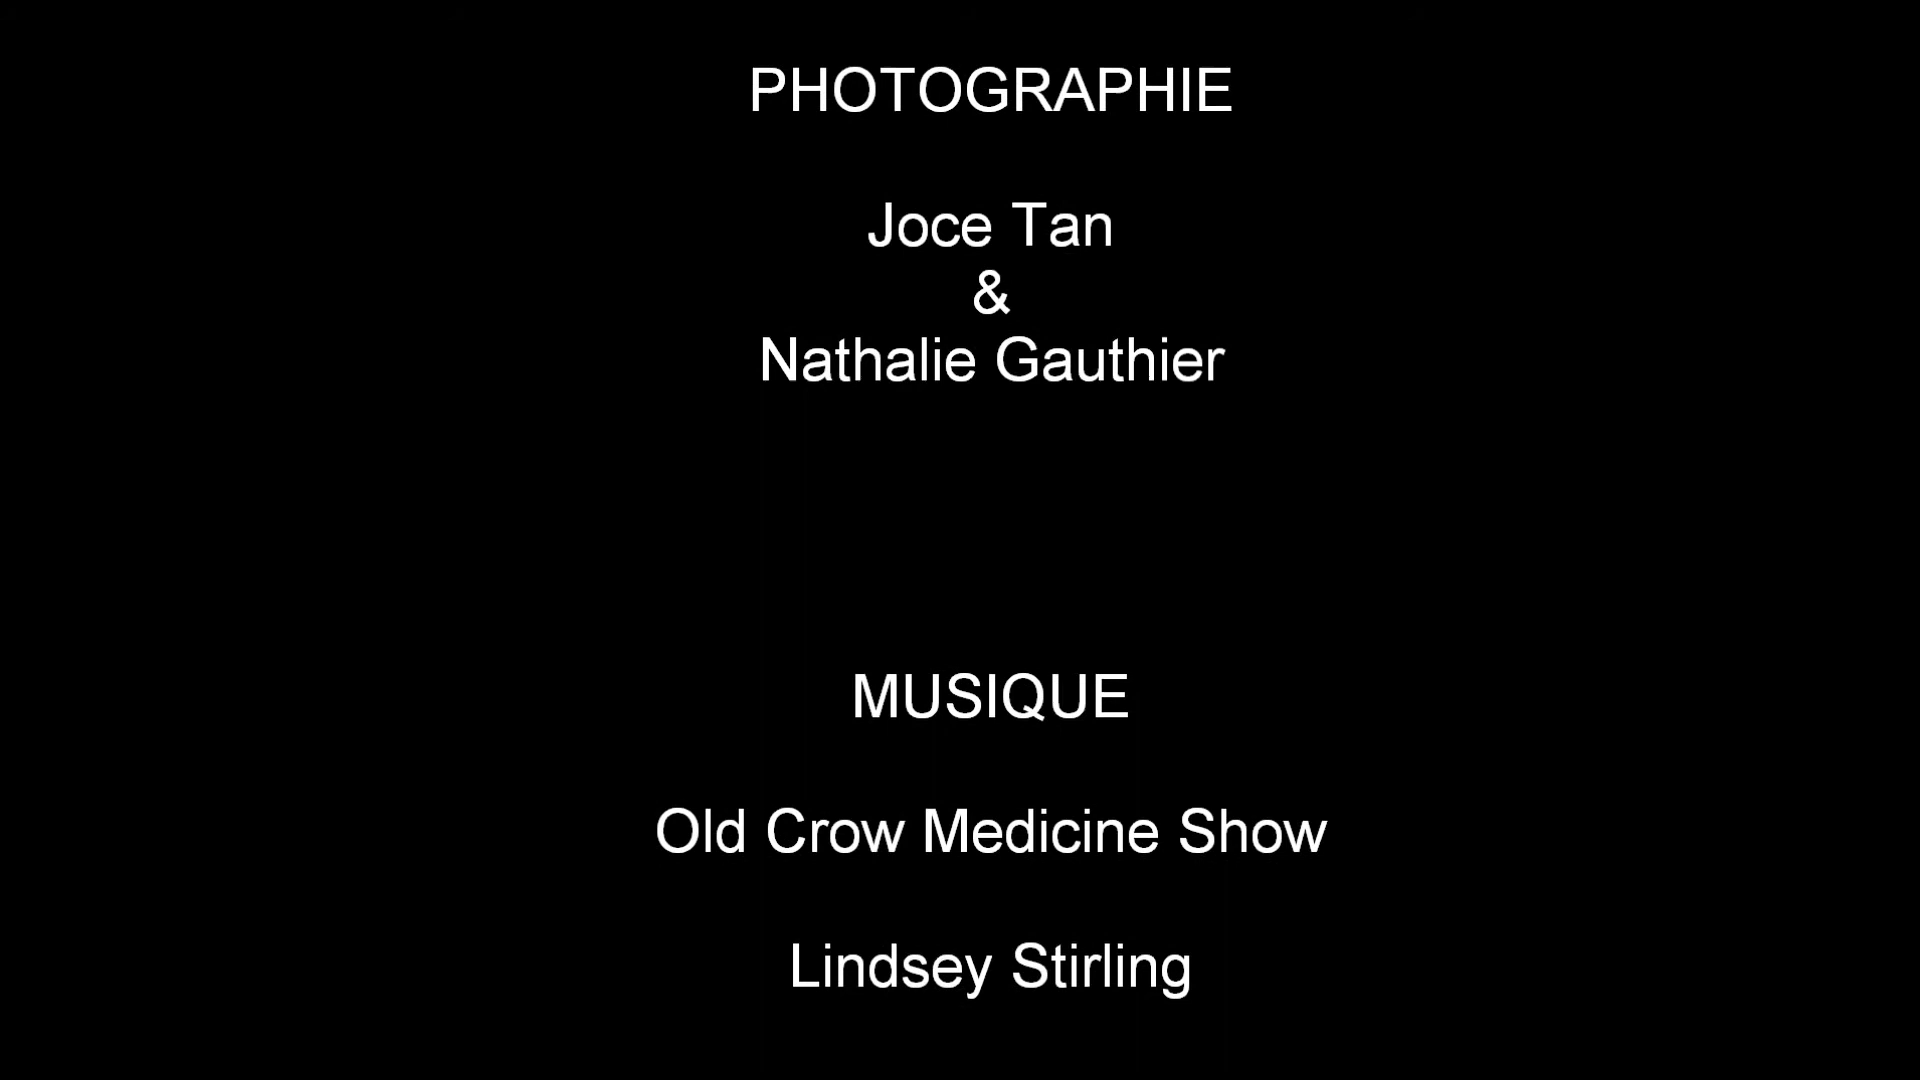 PHOTOGRAPHIE
Joce Tan
&
Nathalie Gauthier
MUSIQUE
Old Crow Medicine Show
Lindsey Stirling